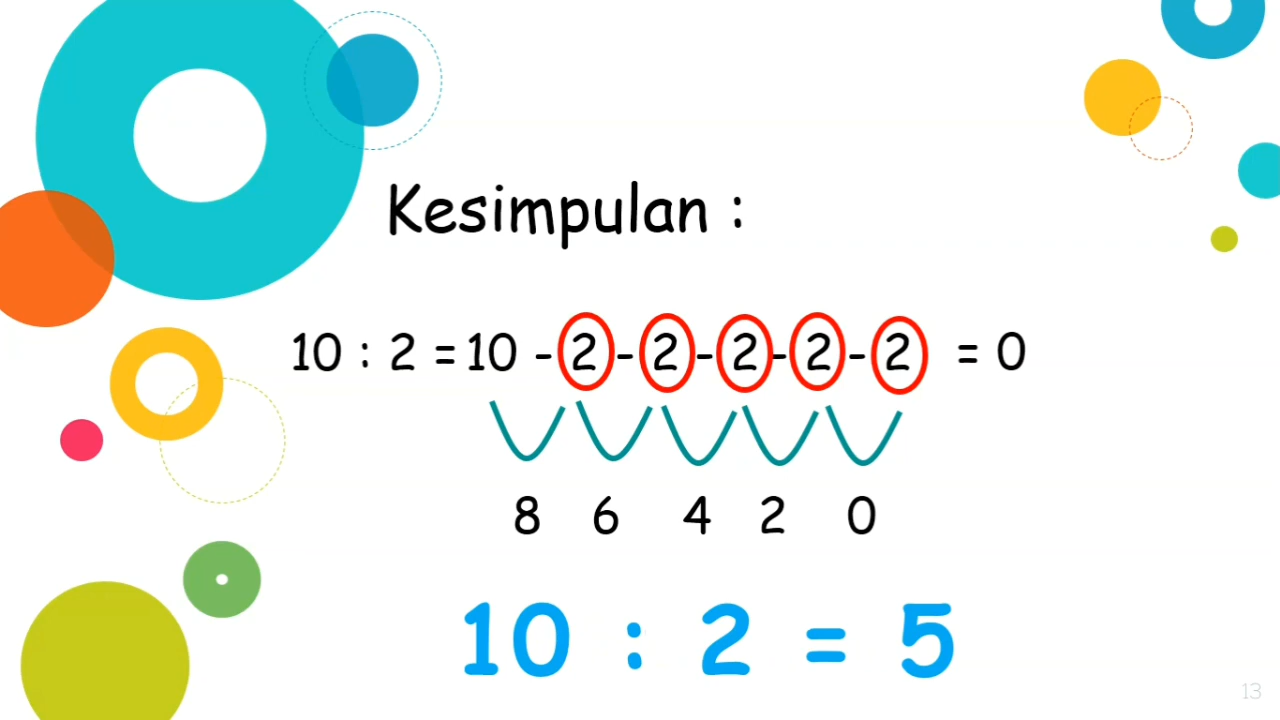 Kesimpulan :
10 : 2 = 10 - 2 - 2 - 2 - 2 - 2 = 0
8 6 4 2 0
10 : 2 = 5
13